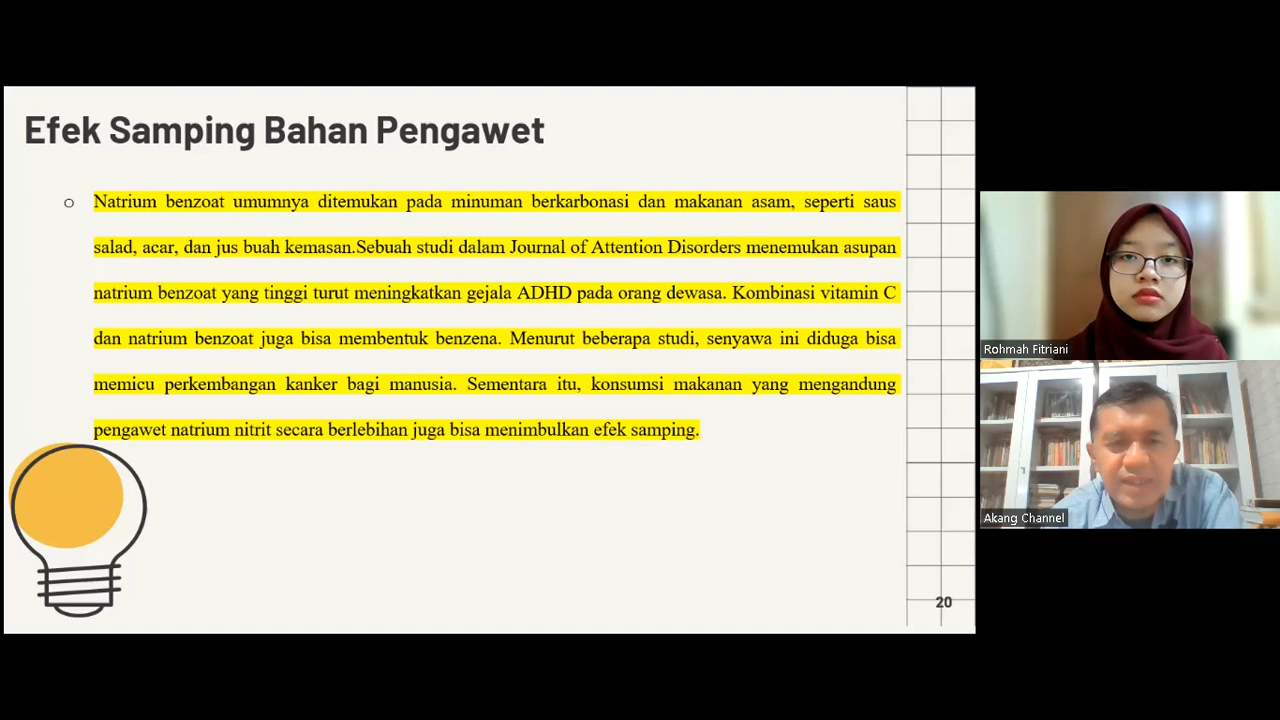 Efek Samping Bahan Pengawet
Natrium benzoat umumnya ditemukan pada minuman berkarbonasi dan makanan asam, seperti saus
salad, acar, dan jus buah kemasan.Sebuah studi dalam Journal of Attention Disorders menemukan asupan
natrium benzoat yang tinggi turut meningkatkan gejala ADHD pada orang dewasa. Kombinasi vitamin C
dan natrium benzoat juga bisa membentuk benzena. Menurut beberapa studi, senyawa ini diduga bisa
memicu perkembangan kanker bagi manusia. Sementara itu, konsumsi makanan yang mengandung
pengawet natrium nitrit secara berlebihan juga bisa menimbulkan efek samping.
20
Rohmah Fitriani
Akang Channel